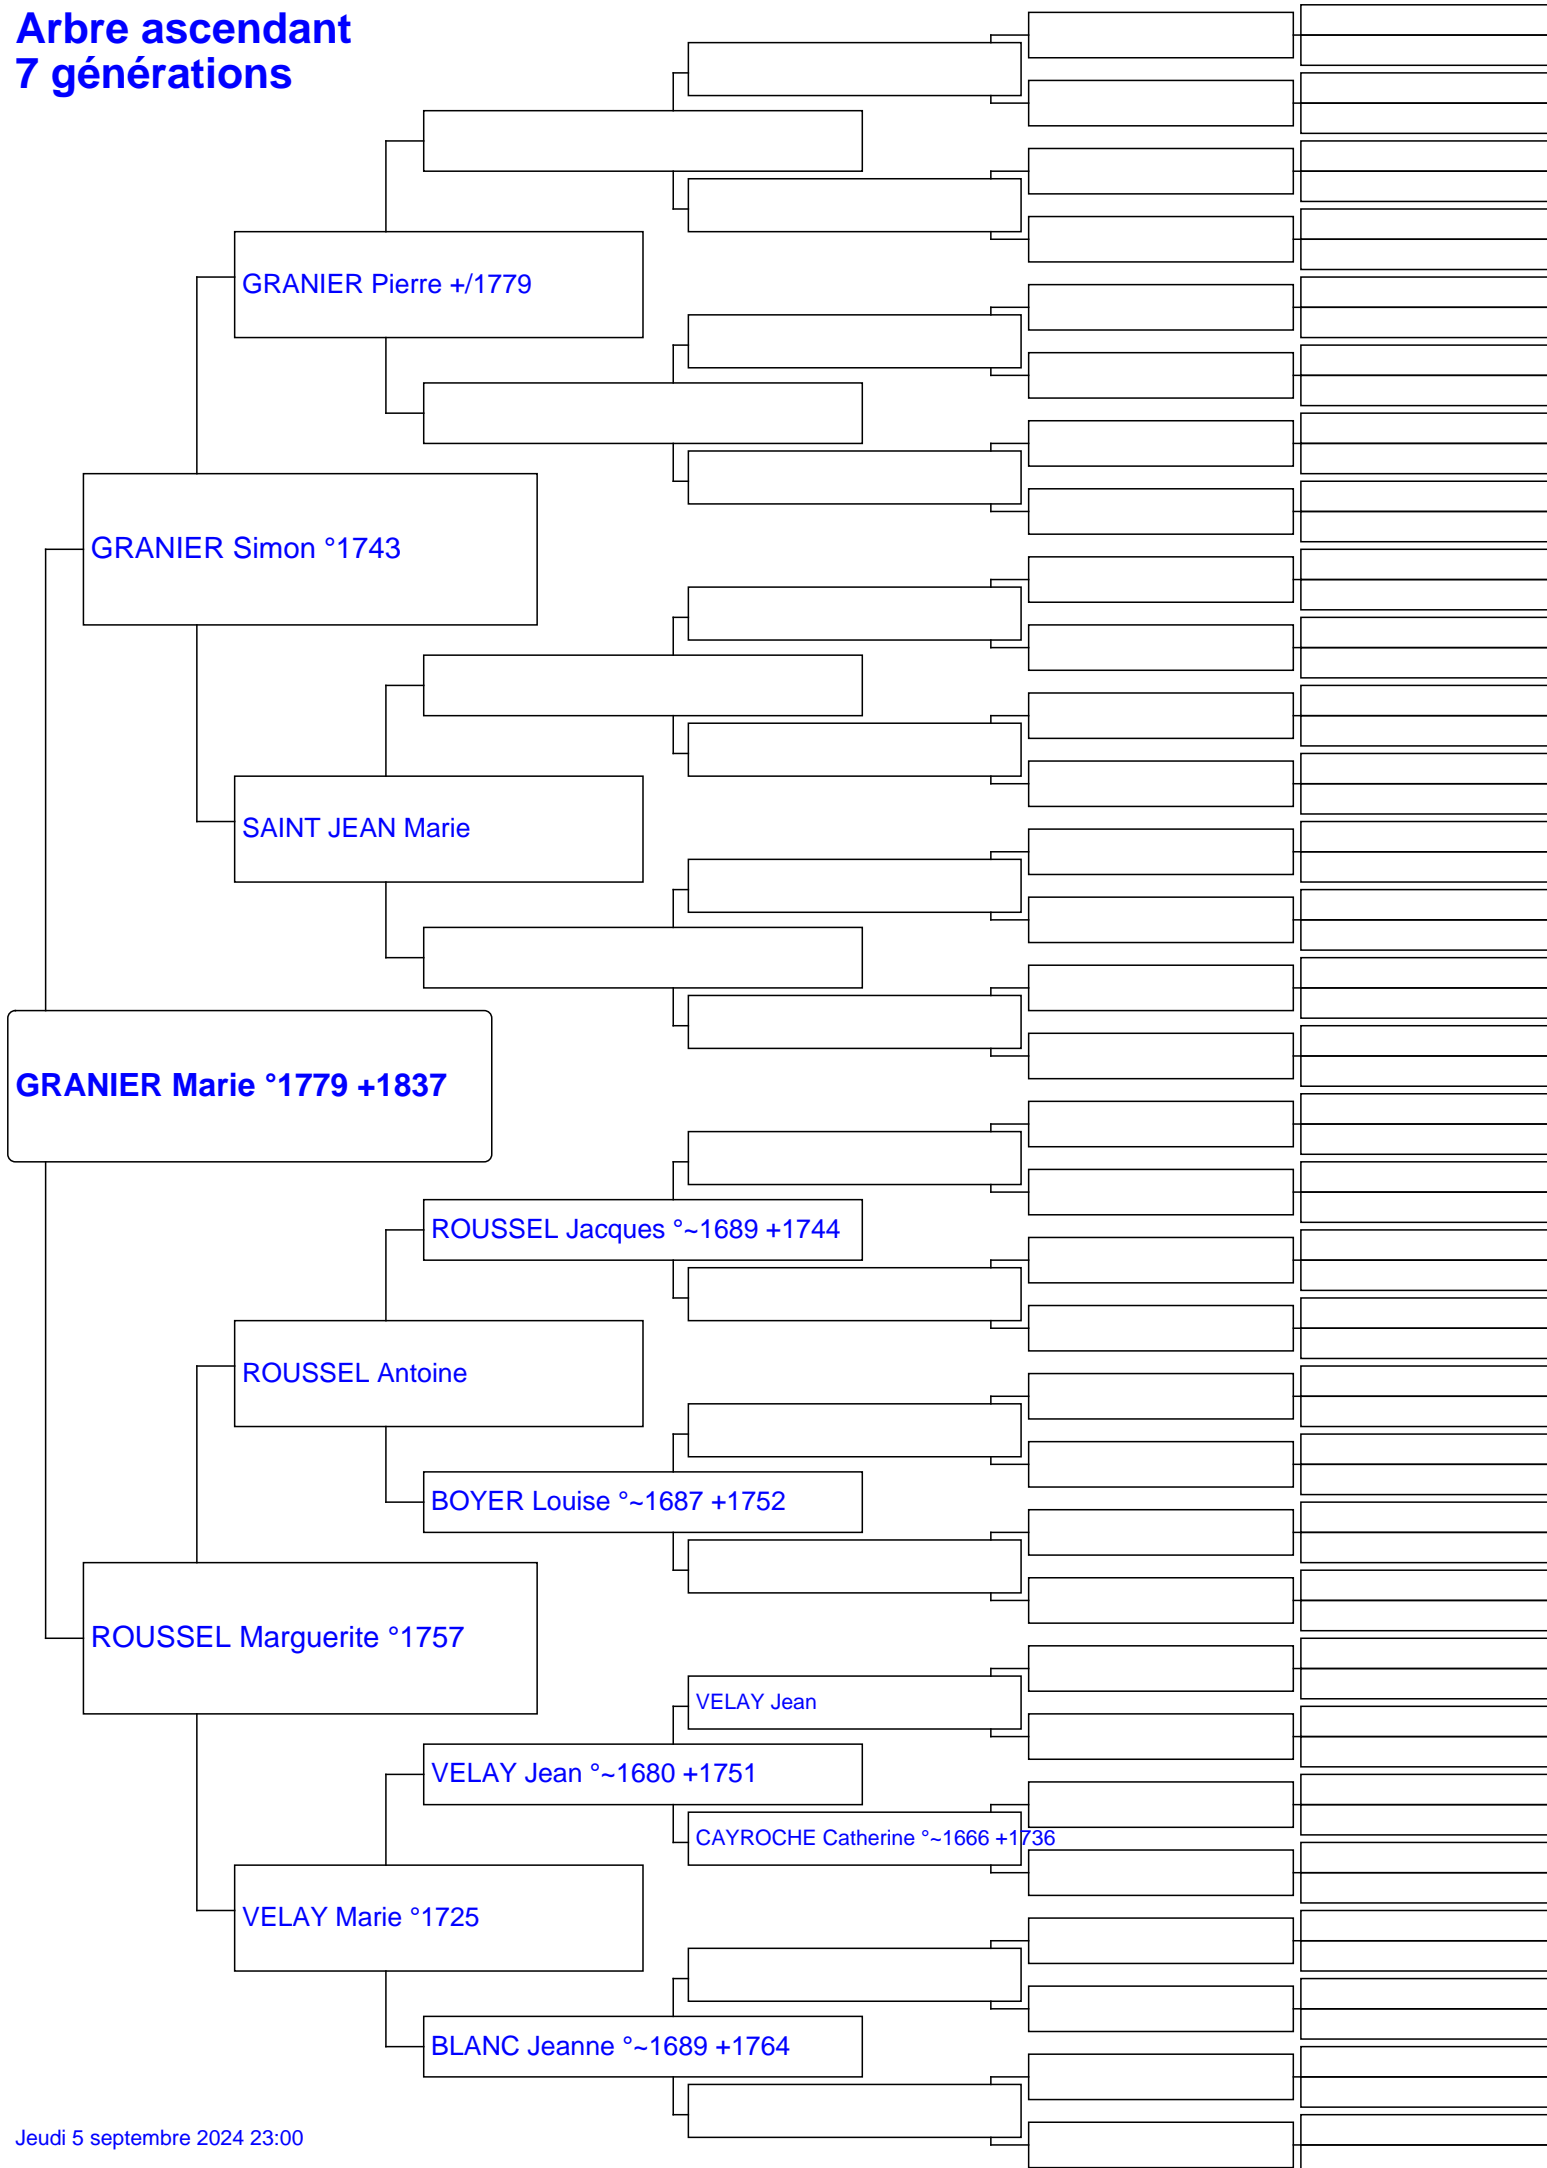 Arbre ascendant
7 générations
GRANIER Pierre +/1779
GRANIER Simon °1743
SAINT JEAN Marie
GRANIER Marie °1779 +1837
ROUSSEL Jacques °~1689 +1744
ROUSSEL Antoine
BOYER Louise °~1687 +1752
ROUSSEL Marguerite °1757
VELAY Jean
VELAY Jean °~1680 +1751
CAYROCHE Catherine °~1666 +1736
VELAY Marie °1725
BLANC Jeanne °~1689 +1764
Jeudi 5 septembre 2024 23:00